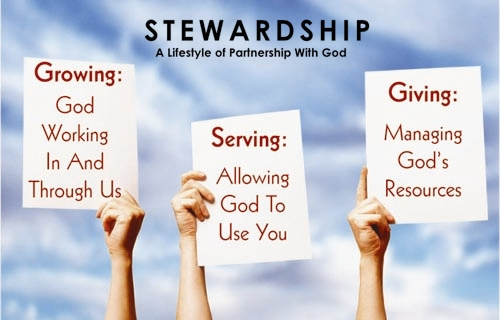 STEWARDSHIP
A Lifestyle of Partnership With God
Growing:
God
Working
In And
Through Us
Serving:
Allowing
God To
Use You
Giving:
Managing
God's
Resources